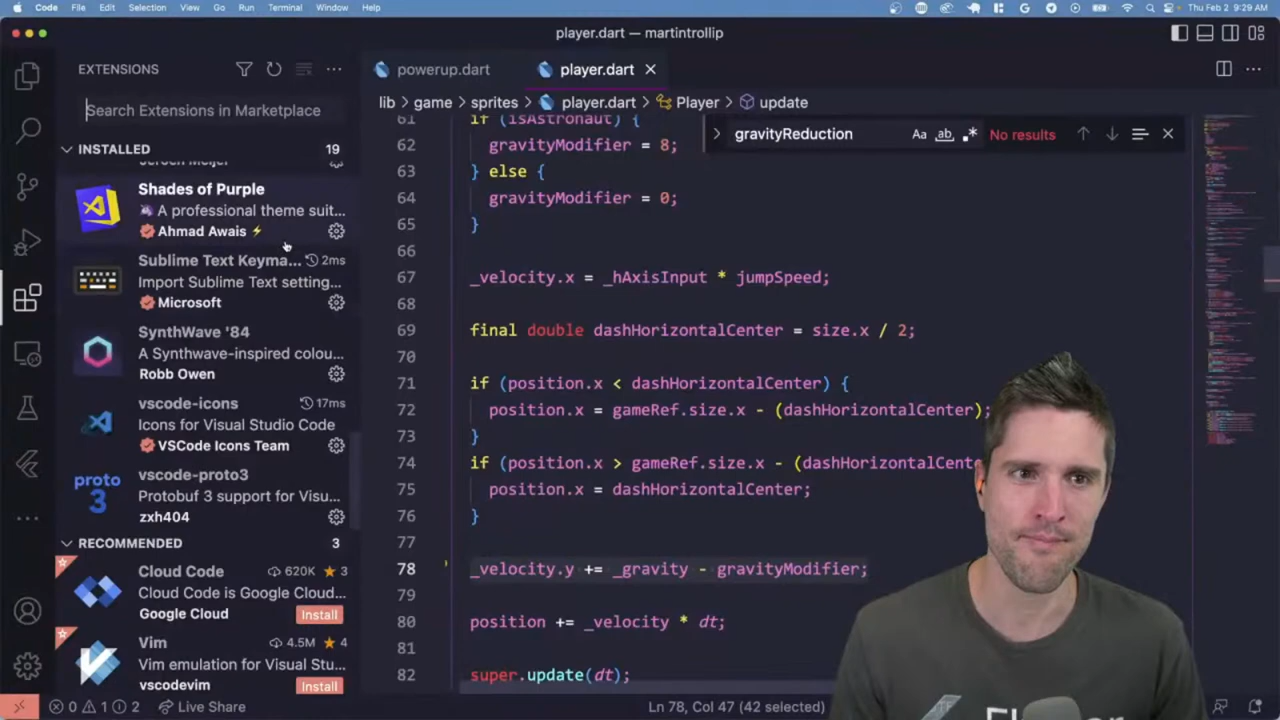 Code File Edit Selection View Go Run Terminal Window Help Thu Feb 2 9:29 AM
player.dart — martintrollip
EXTENSIONS
Search Extensions in Marketplace
INSTALLED 19
Jeroen Meijer
Shades of Purple
A professional theme suit...
Ahmad Awais ⚡
Sublime Text Keyma... 2ms
Import Sublime Text setting...
Microsoft
SynthWave '84
A Synthwave-inspired colou...
Robb Owen
vscode-icons 17ms
Icons for Visual Studio Code
VSCode Icons Team
proto
3
vscode-proto3
Protobuf 3 support for Visu...
zxh404
RECOMMENDED 3
Cloud Code 620K ★ 3
Cloud Code is Google Cloud...
Google Cloud Install
Vim 4.5M ★ 4
Vim emulation for Visual Stu...
vscodevim Install
powerup.dart player.dart
lib > game > sprites > player.dart > Player > update
gravityReduction Aa ab No results
61 if (isAstronaut) {
62 gravityModifier = 8;
63 } else {
64 gravityModifier = 0;
65 }
66
67 _velocity.x = _hAxisInput * jumpSpeed;
68
69 final double dashHorizontalCenter = size.x / 2;
70
71 if (position.x < dashHorizontalCenter) {
72 position.x = gameRef.size.x - (dashHorizontalCenter);
73 }
74 if (position.x > gameRef.size.x - (dashHorizontalCente
75 position.x = dashHorizontalCenter;
76 }
77
78 _velocity.y += _gravity - gravityModifier;
79
80 position += _velocity * dt;
81
82 super.update(dt);
0 1 2 Live Share Ln 78, Col 47 (42 selected)